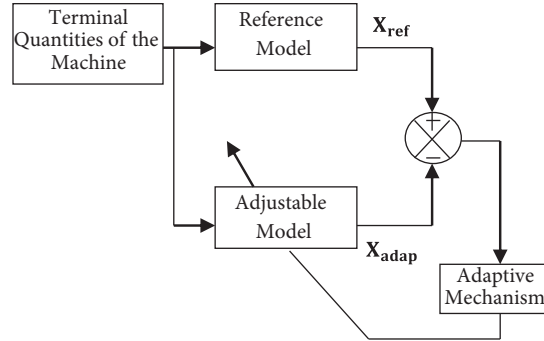 Terminal
Quantities of the
Machine
Reference
Model
X_ref
+
−
Adjustable
Model
X_adap
Adaptive
Mechanism